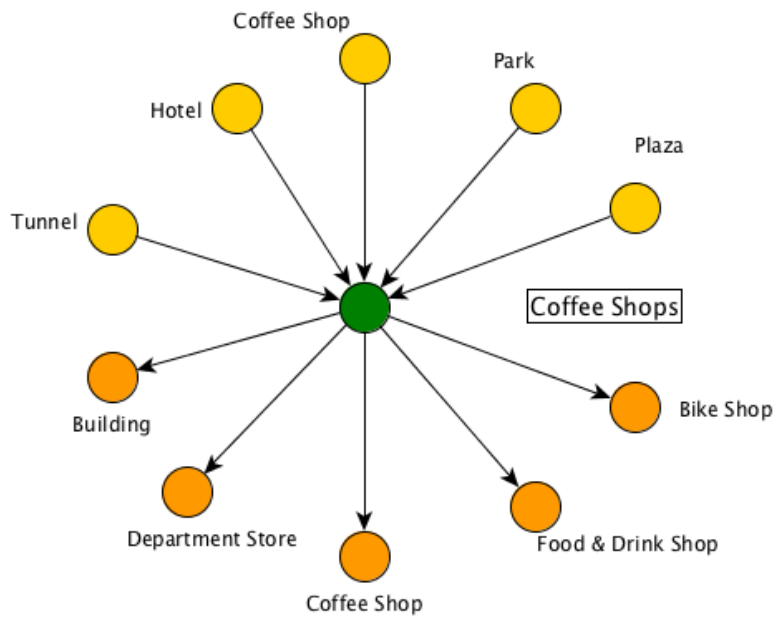 Coffee Shop
Park
Hotel
Plaza
Tunnel
Coffee Shops
Bike Shop
Building
Department Store
Food & Drink Shop
Coffee Shop